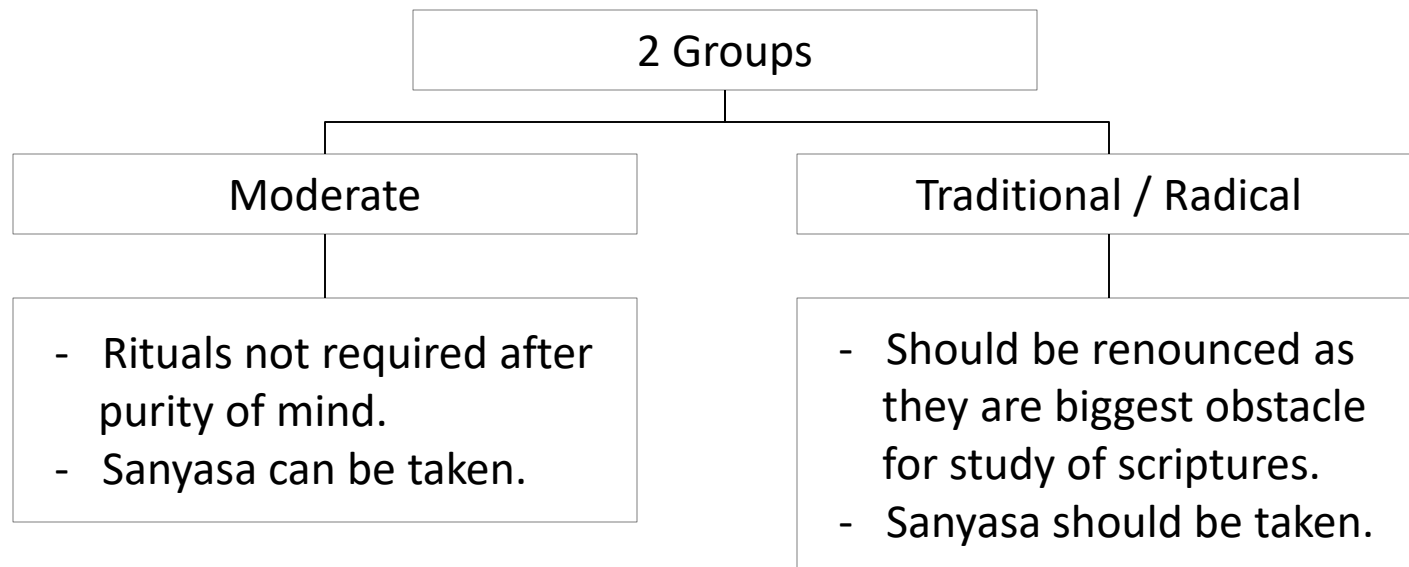 2 Groups
Moderate
Traditional / Radical
- Rituals not required after
purity of mind.
- Sanyasa can be taken.
- Should be renounced as
they are biggest obstacle
for study of scriptures.
- Sanyasa should be taken.